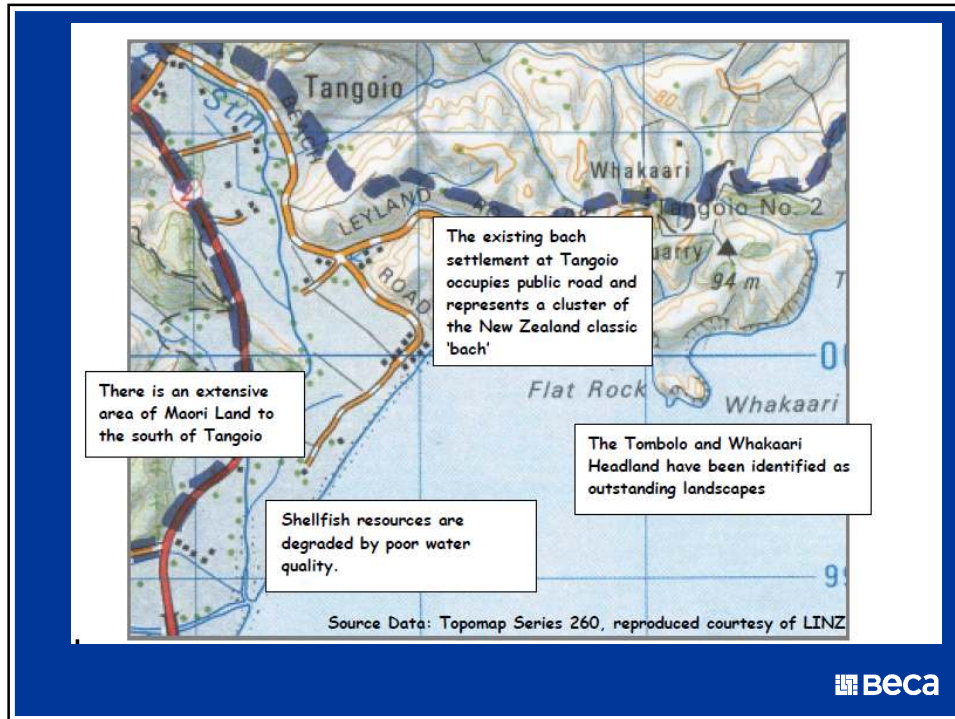 Tangoio
Stm
BEACH
Whakaari
2
LEYLAND
Tangoio No. 2
ROAD
94 m
The existing bach
settlement at Tangoio
occupies public road and
represents a cluster of
the New Zealand classic
‘bach’
There is an extensive
area of Maori Land to
the south of Tangoio
Flat Rock
Whakaari
The Tombolo and Whakaari
Headland have been identified as
outstanding landscapes
Shellfish resources are
degraded by poor water
quality.
Source Data: Topomap Series 260, reproduced courtesy of LINZ
Beca